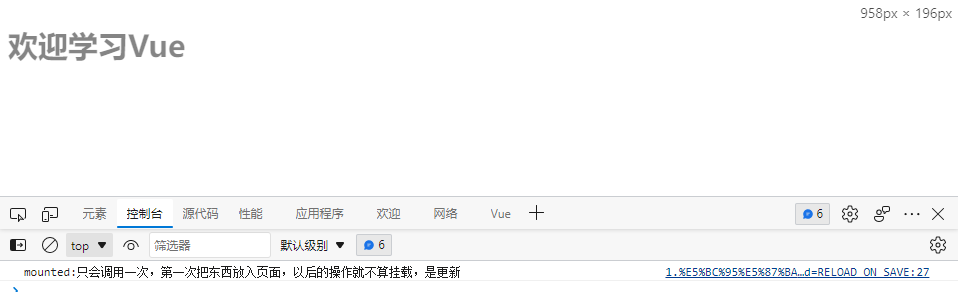 958px × 196px
欢迎学习Vue
元素 控制台 源代码 性能 应用程序 欢迎 网络 Vue 6
top 筛选器 默认级别 6
mounted:只会调用一次，第一次把东西放入页面，以后的操作就不算挂载，是更新 1.%E5%BC%95%E5%87%BA…d=RELOAD_ON_SAVE:27